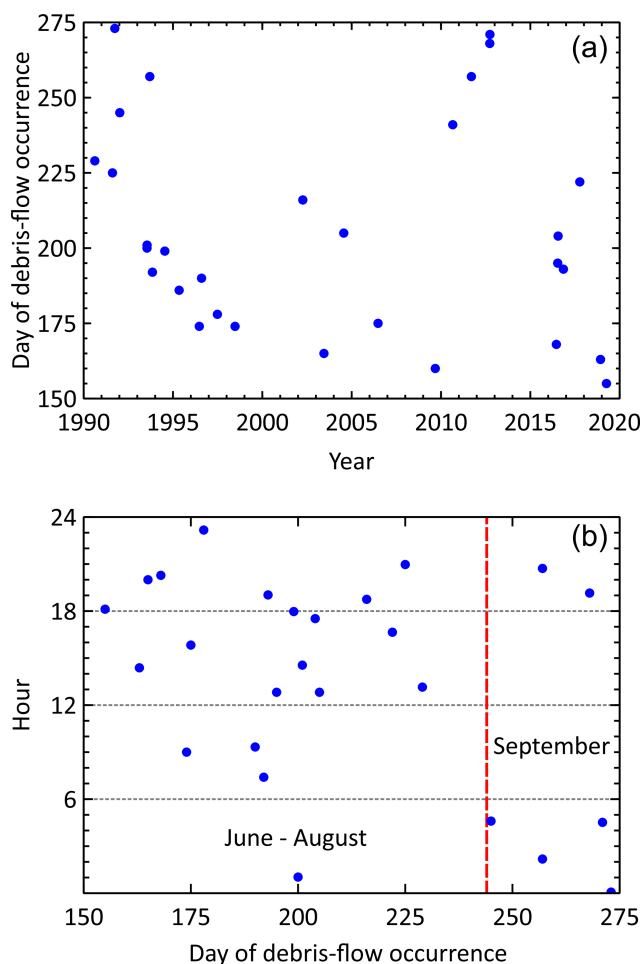 (a)
275
250
225
200
175
150
Day of debris-flow occurrence
1990 1995 2000 2005 2010 2015 2020
Year
(b)
24
18
12
6
Hour
September
June - August
150 175 200 225 250 275
Day of debris-flow occurrence